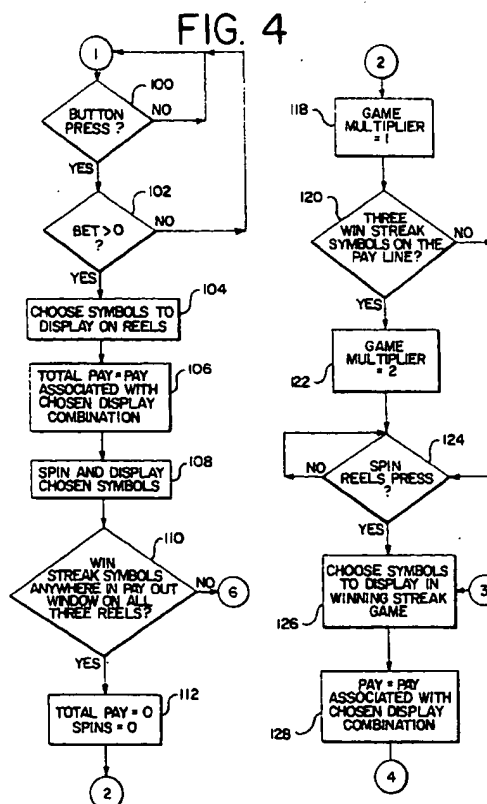 FIG. 4
1
100
BUTTON
PRESS ?
NO
YES
102
BET > 0
?
NO
YES
104
CHOOSE SYMBOLS TO
DISPLAY ON REELS
106
TOTAL PAY = PAY
ASSOCIATED WITH
CHOSEN DISPLAY
COMBINATION
108
SPIN AND DISPLAY
CHOSEN SYMBOLS
110
WIN
STREAK SYMBOLS
ANYWHERE IN PAY OUT
WINDOW ON ALL
THREE REELS?
NO
6
YES
112
TOTAL PAY = 0
SPINS = 0
2
2
118
GAME
MULTIPLIER
= 1
120
THREE
WIN STREAK
SYMBOLS ON THE
PAY LINE?
NO
YES
GAME
MULTIPLIER
= 2
122
124
SPIN
REELS PRESS
?
NO
YES
CHOOSE SYMBOLS
TO DISPLAY IN
WINNING STREAK
GAME
126
3
PAY = PAY
ASSOCIATED WITH
CHOSEN DISPLAY
COMBINATION
128
4